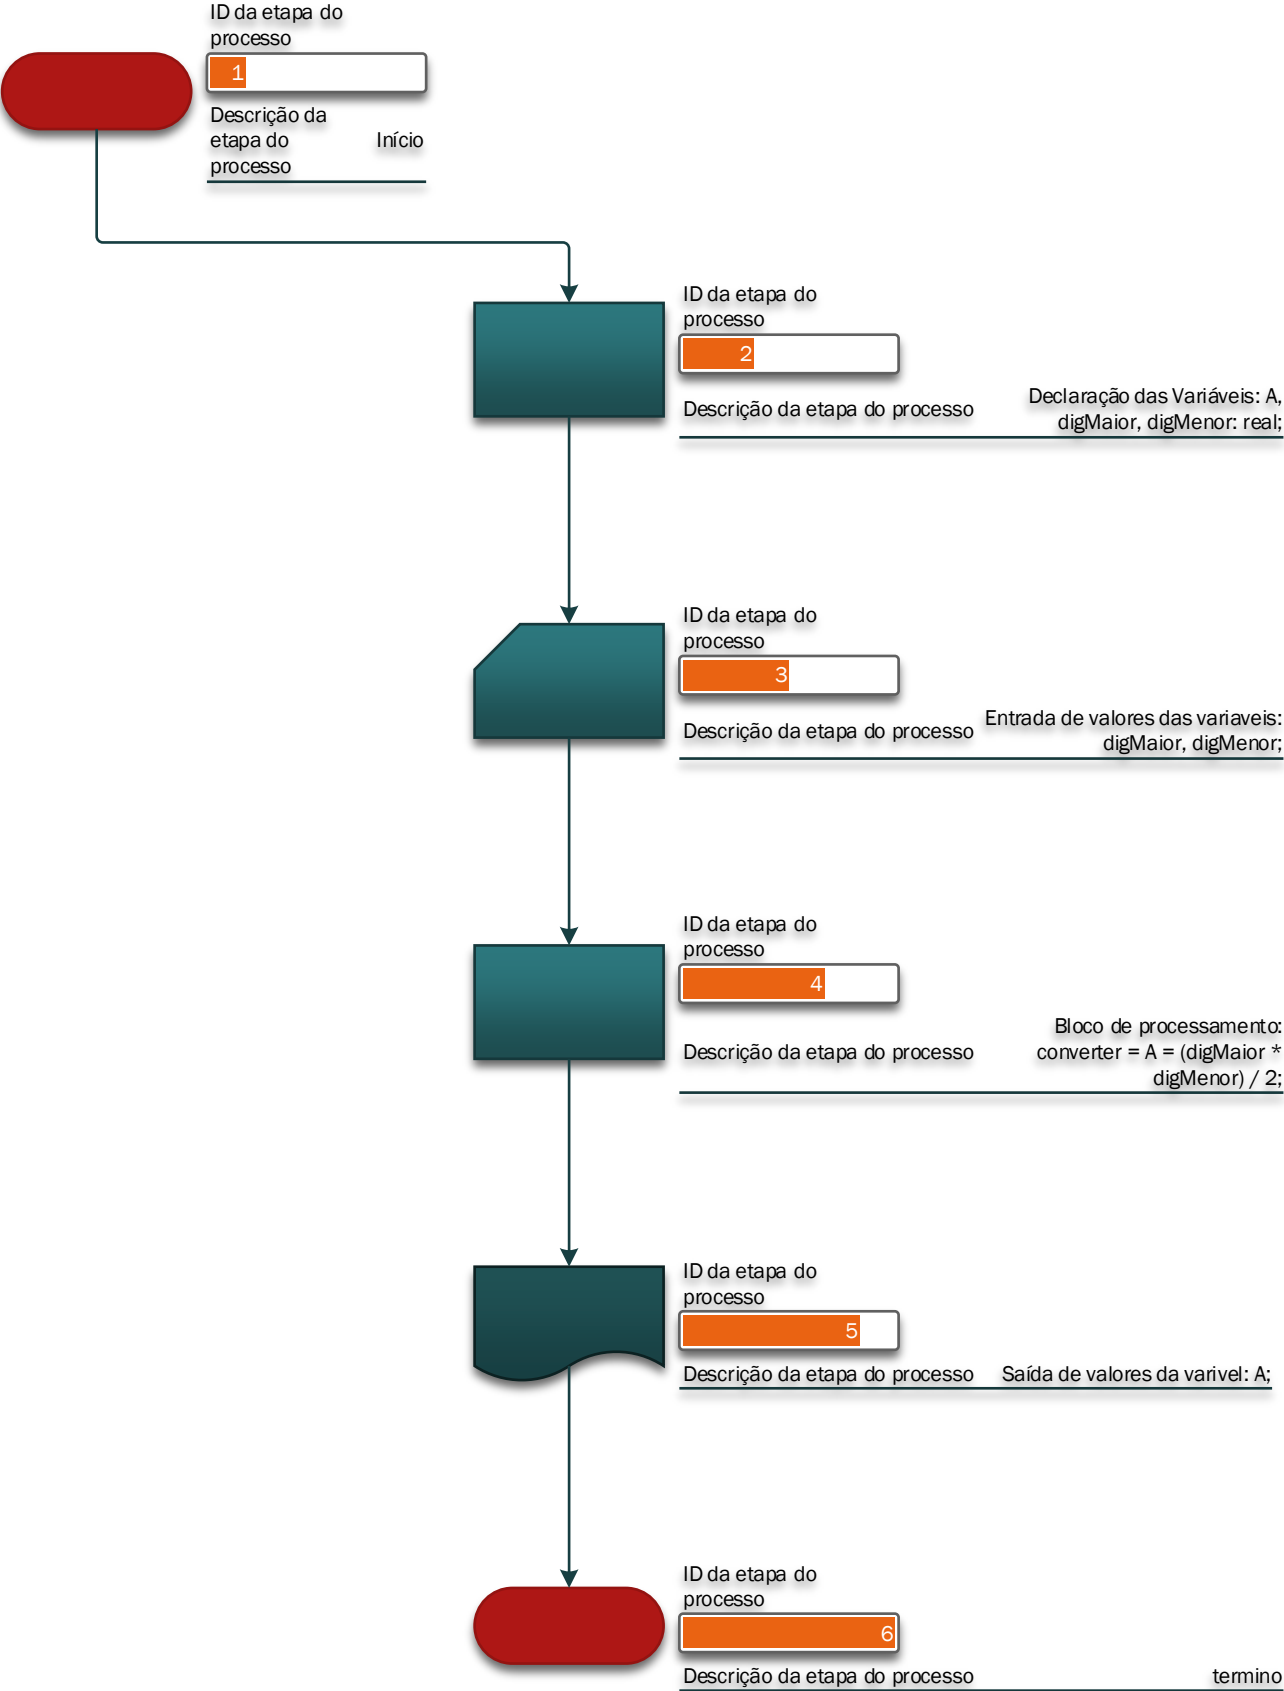 ID da etapa do
processo
1
Descrição da
etapa do
processo
Início
ID da etapa do
processo
2
Descrição da etapa do processo
Declaração das Variáveis: A,
digMaior, digMenor: real;
ID da etapa do
processo
3
Descrição da etapa do processo
Entrada de valores das variaveis:
digMaior, digMenor;
ID da etapa do
processo
4
Descrição da etapa do processo
Bloco de processamento:
converter = A = (digMaior *
digMenor) / 2;
ID da etapa do
processo
5
Descrição da etapa do processo
Saída de valores da varivel: A;
ID da etapa do
processo
6
Descrição da etapa do processo
termino